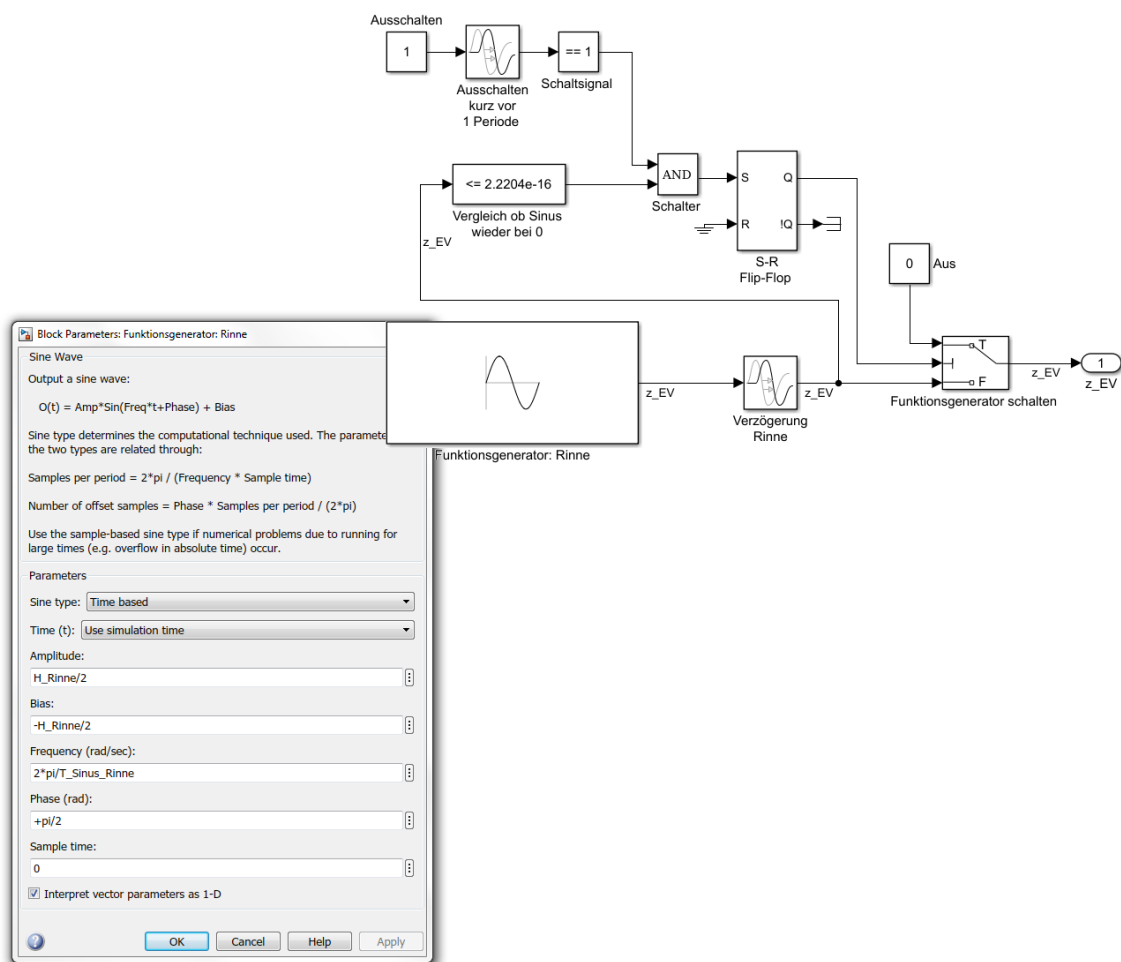 Ausschalten
1
== 1
Ausschalten
kurz vor
1 Periode
Schaltsignal
<= 2.2204e-16
Vergleich ob Sinus
wieder bei 0
z_EV
AND
Schalter
S
Q
R
!Q
S-R
Flip-Flop
0
Aus
T
F
z_EV
1
z_EV
Funktionsgenerator schalten
z_EV
Verzögerung
Rinne
z_EV
Funktionsgenerator: Rinne
Block Parameters: Funktionsgenerator: Rinne
Sine Wave
Output a sine wave:
O(t) = Amp*Sin(Freq*t+Phase) + Bias
Sine type determines the computational technique used. The paramete
the two types are related through:
Samples per period = 2*pi / (Frequency * Sample time)
Number of offset samples = Phase * Samples per period / (2*pi)
Use the sample-based sine type if numerical problems due to running for
large times (e.g. overflow in absolute time) occur.
Parameters
Sine type: Time based
Time (t): Use simulation time
Amplitude:
H_Rinne/2
Bias:
-H_Rinne/2
Frequency (rad/sec):
2*pi/T_Sinus_Rinne
Phase (rad):
+pi/2
Sample time:
0
Interpret vector parameters as 1-D
? OK Cancel Help Apply